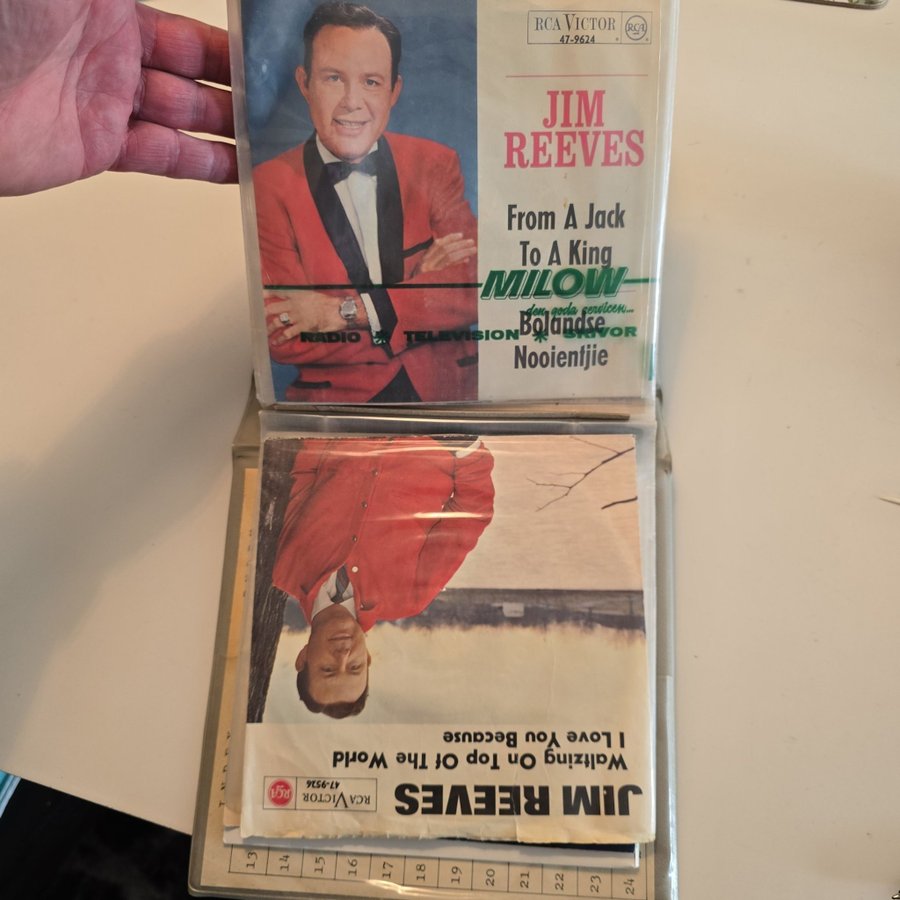 RCA VICTOR
47-9624
RCA
JIM
REEVES
From A Jack
To A King
MILOW
den goda servicen...
Bolandse
RADIO * TELEVISION * SKIVOR
Nooientjie
JIM REEVES
RCA VICTOR
47-9536
RCA
Waltzing On Top Of The World
I Love You Because
INDEX
13
14
15
16
17
18
19
20
21
22
23
24